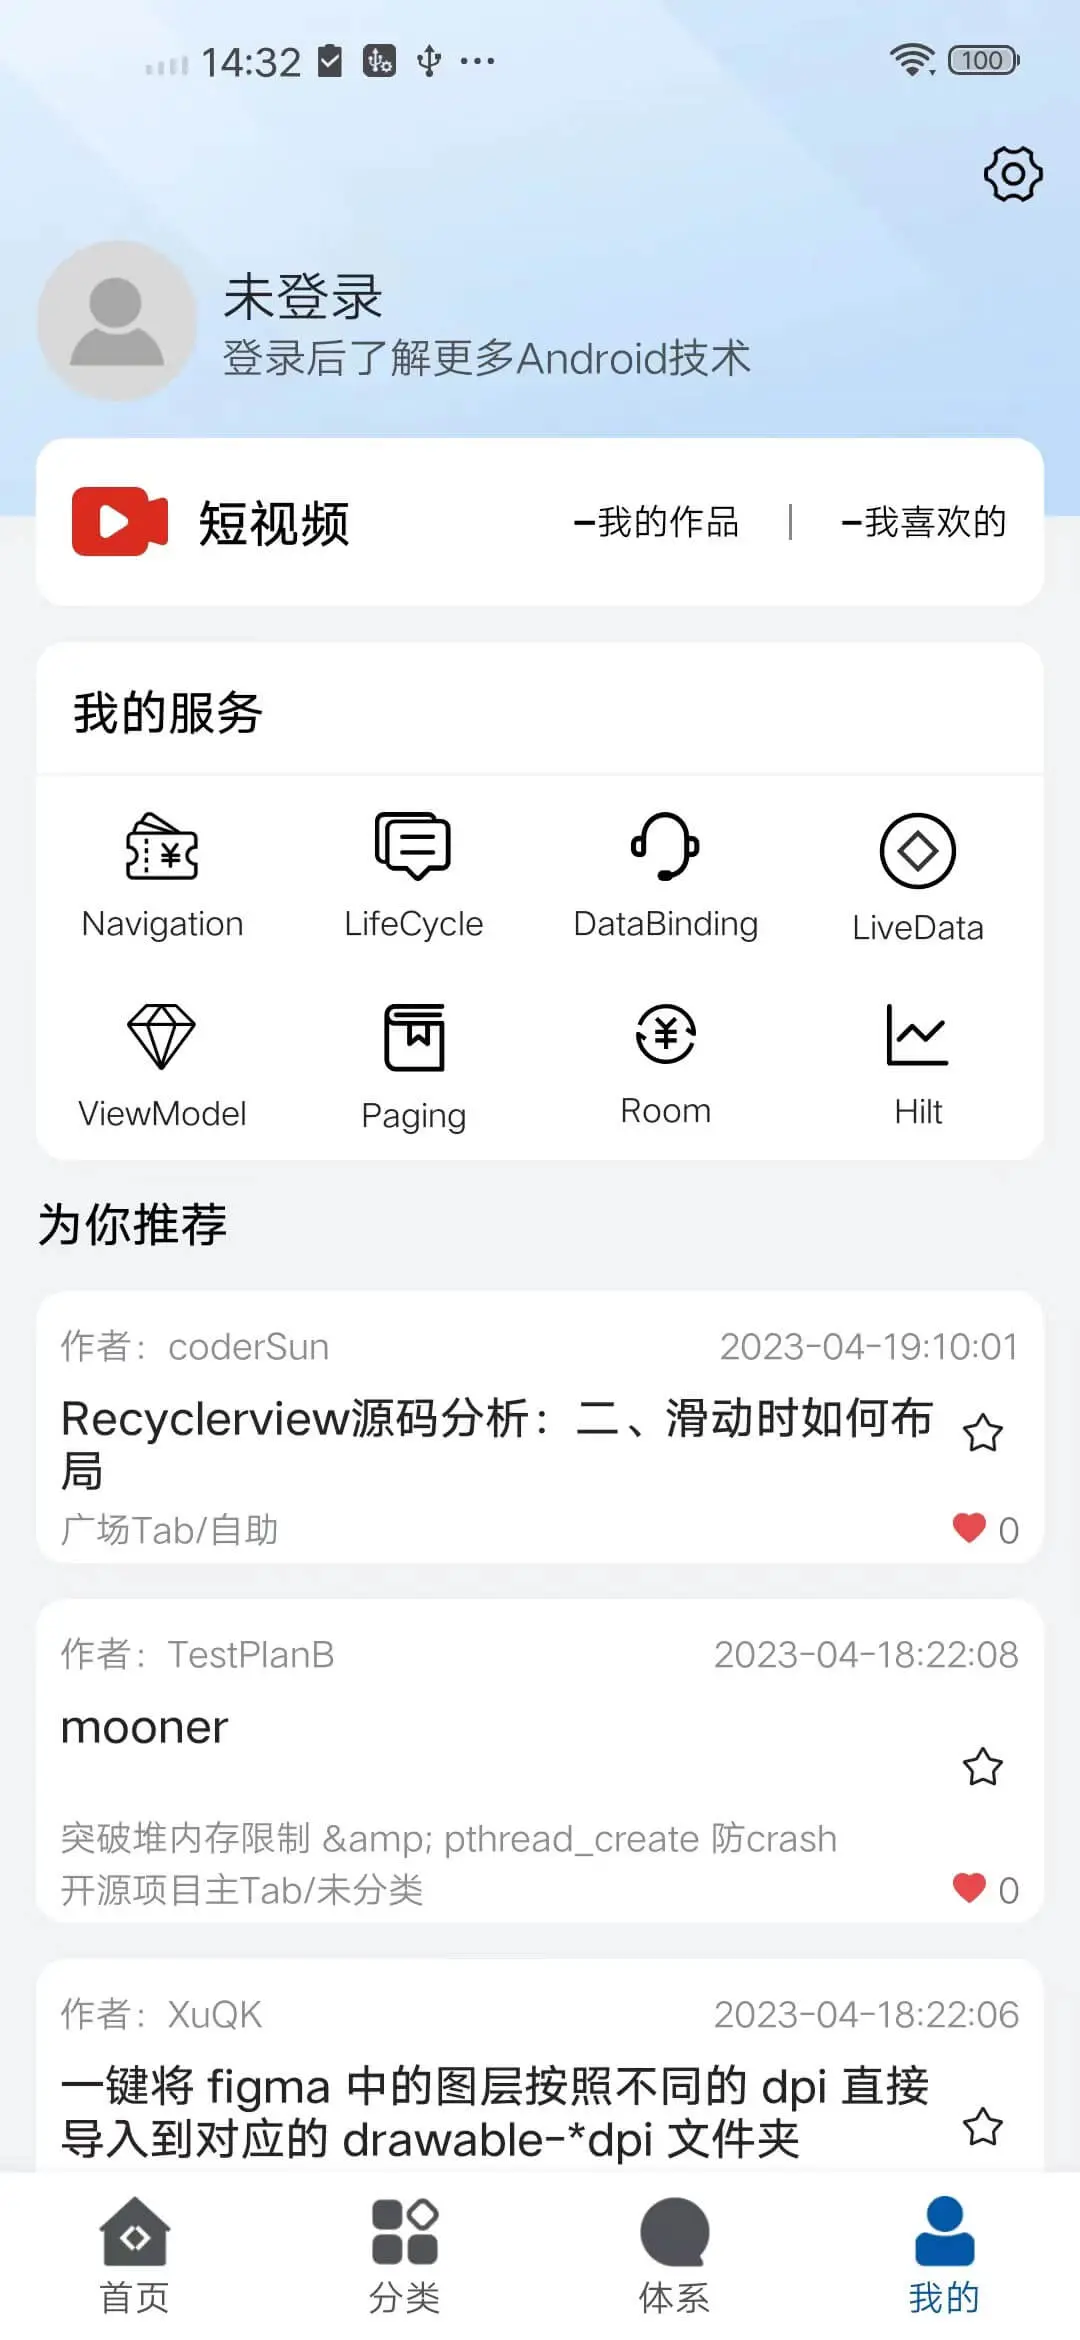 14:32
100
未登录
登录后了解更多Android技术
短视频
–我的作品
–我喜欢的
我的服务
Navigation
LifeCycle
DataBinding
LiveData
ViewModel
Paging
Room
Hilt
为你推荐
作者：coderSun
2023-04-19:10:01
Recyclerview源码分析：二、滑动时如何布
局
广场Tab/自助
0
作者：TestPlanB
2023-04-18:22:08
mooner
突破堆内存限制 &amp; pthread_create 防crash
开源项目主Tab/未分类
0
作者：XuQK
2023-04-18:22:06
一键将 figma 中的图层按照不同的 dpi 直接
导入到对应的 drawable-*dpi 文件夹
首页
分类
体系
我的